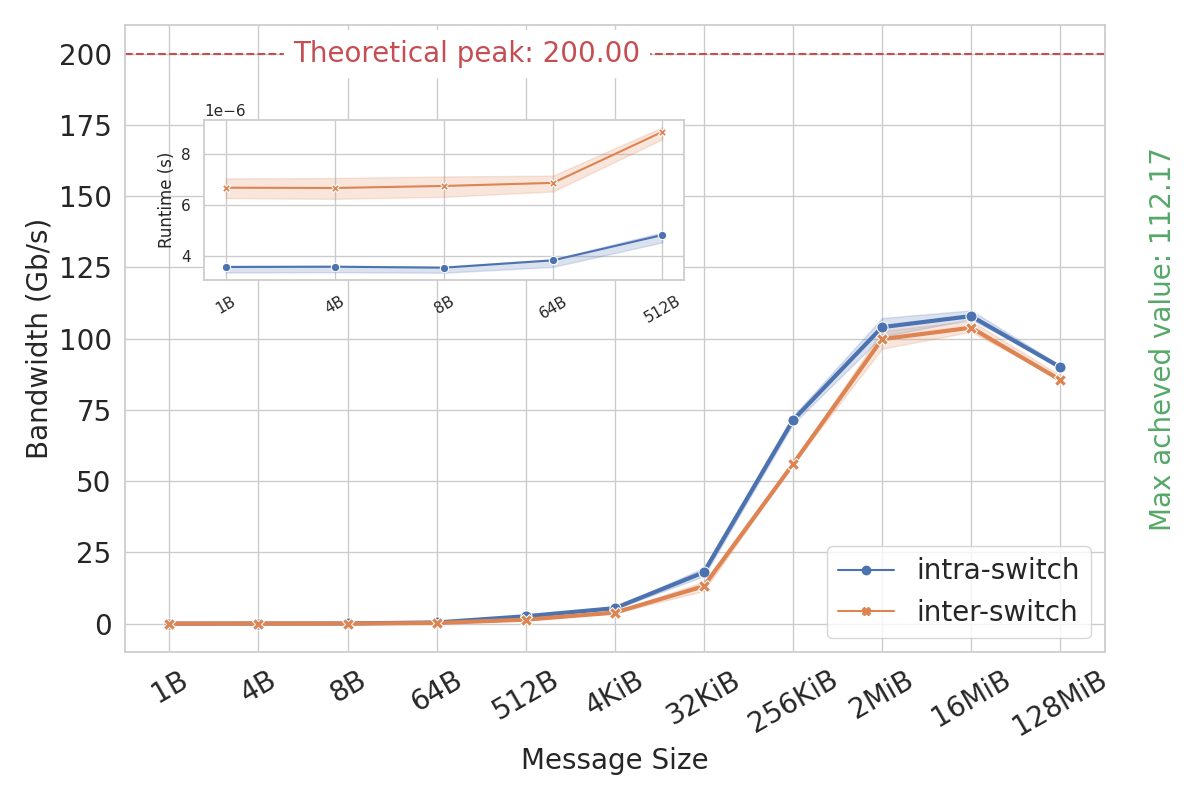 200
175
150
125
100
75
50
25
0
Bandwidth (Gb/s)
Theoretical peak: 200.00
1e−6
8
6
4
Runtime (s)
1B
4B
8B
64B
512B
intra-switch
inter-switch
1B
4B
8B
64B
512B
4KiB
32KiB
256KiB
2MiB
16MiB
128MiB
Message Size
Max acheved value: 112.17